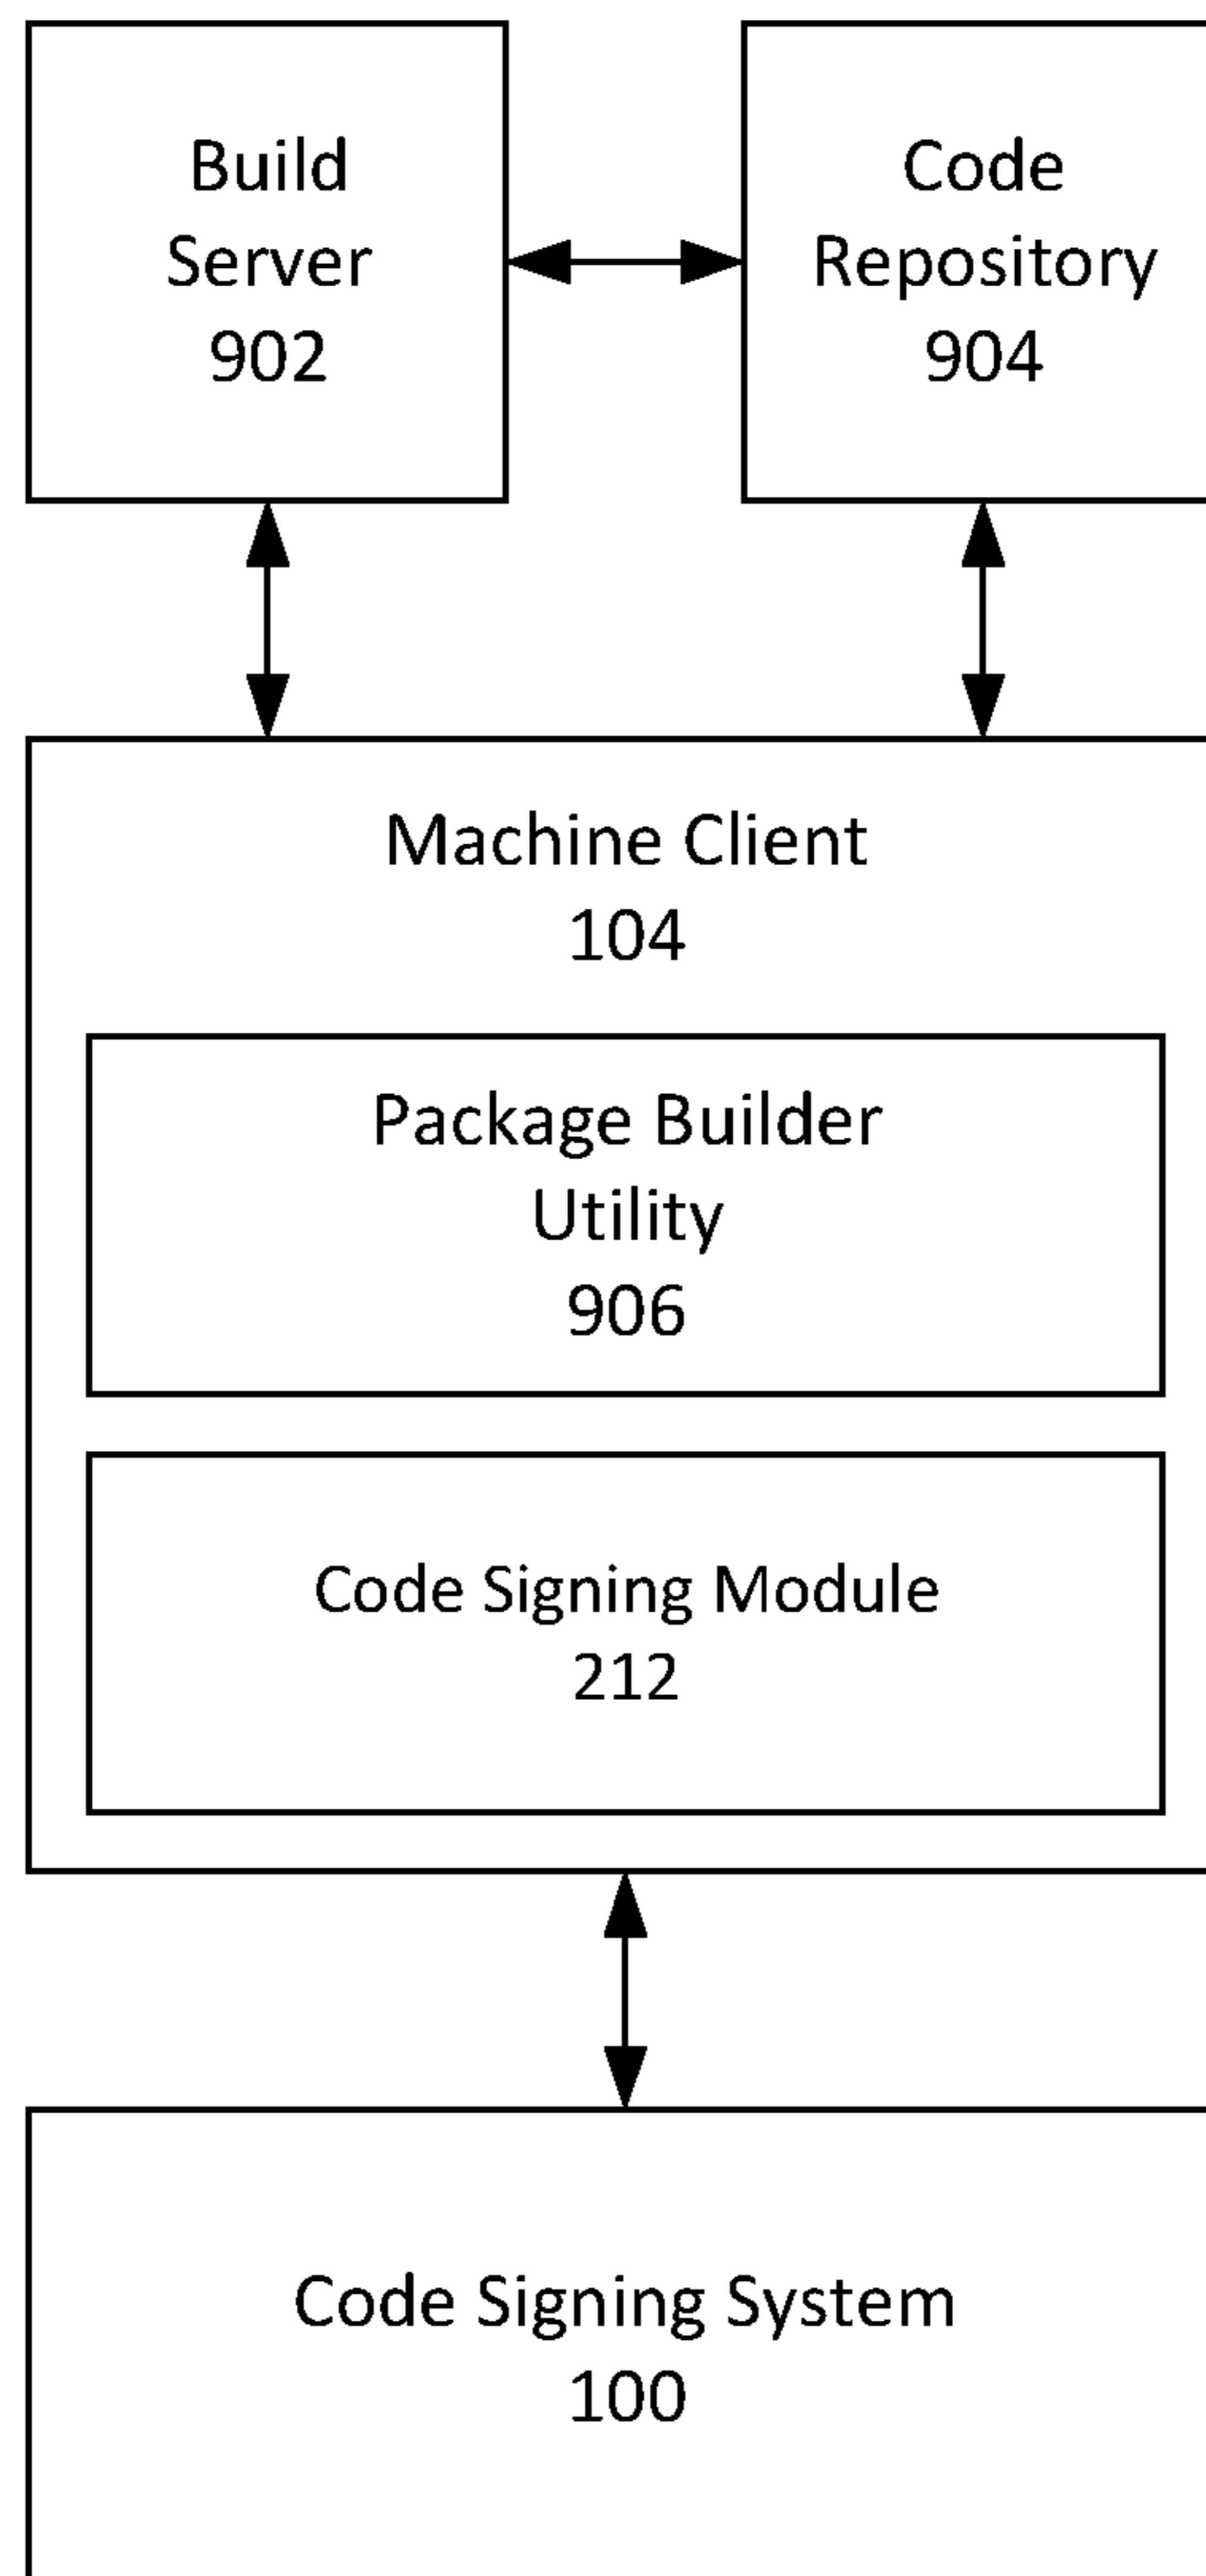 Build
Server
902
Code
Repository
904
Machine Client
104
Package Builder
Utility
906
Code Signing Module
212
Code Signing System
100